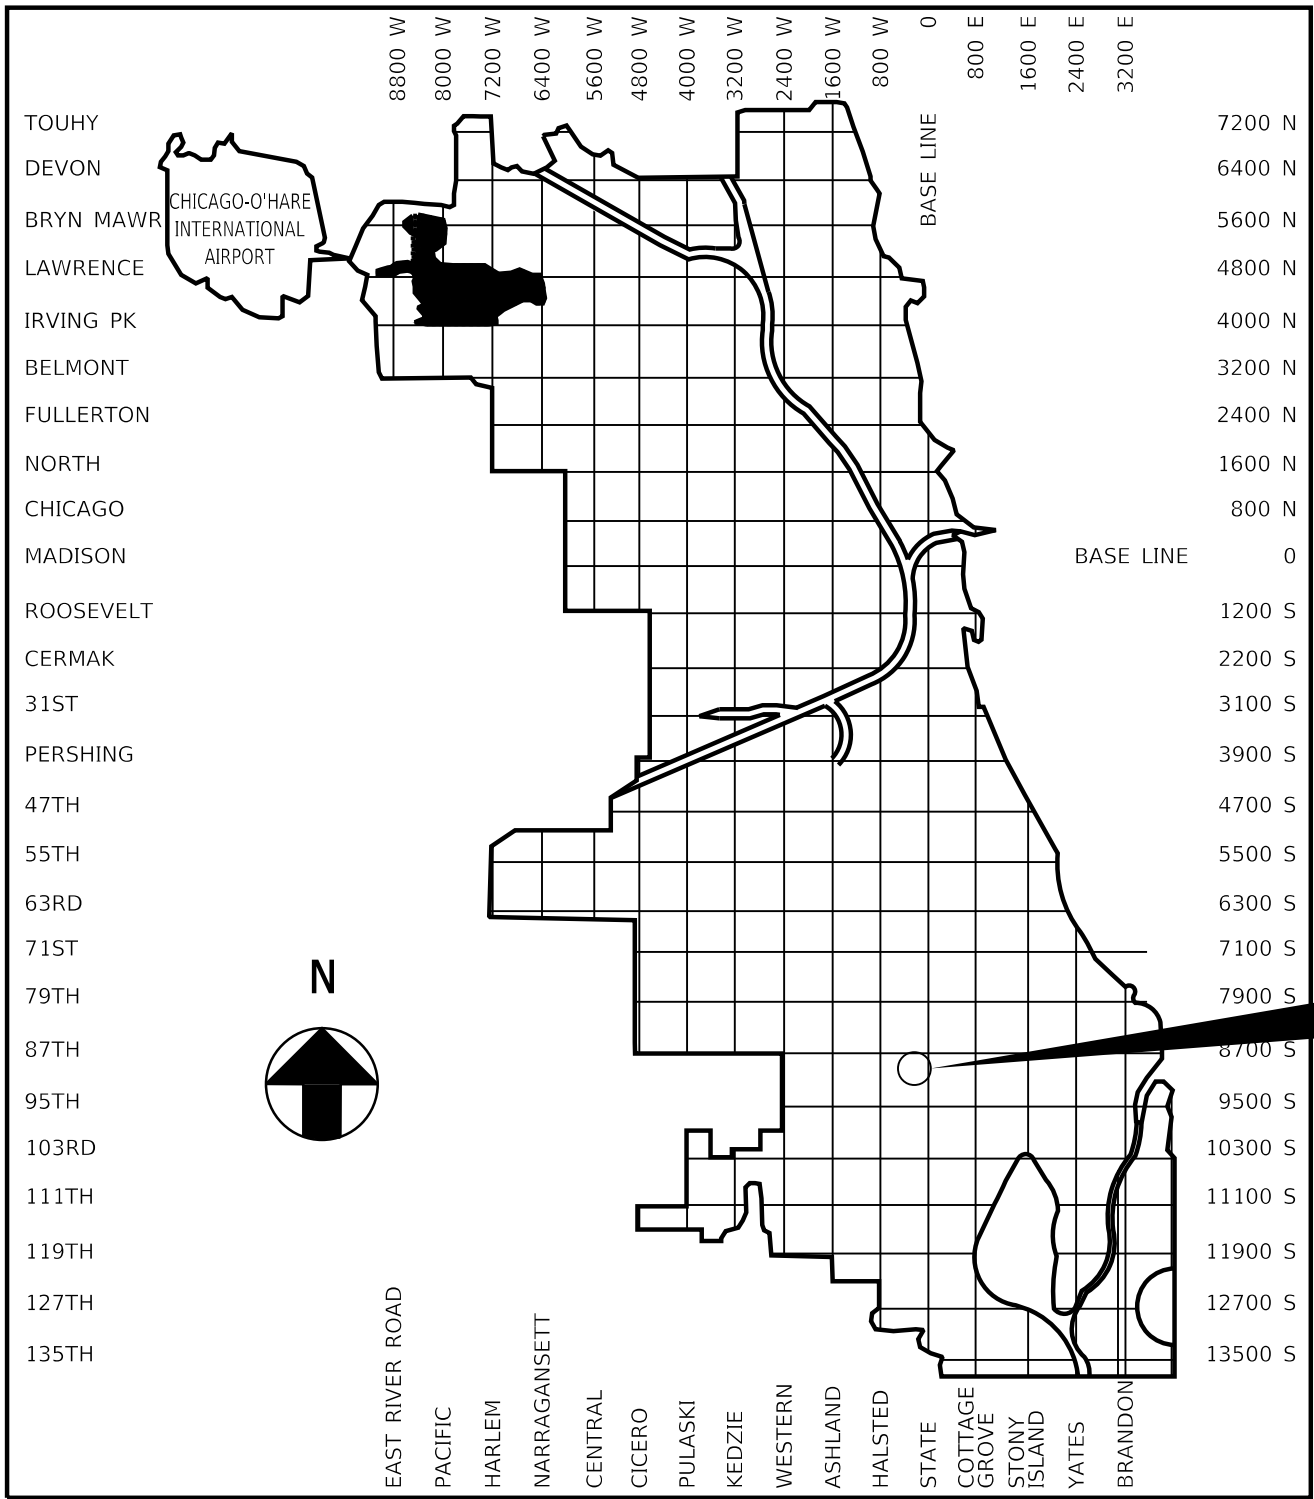 8800 W
8000 W
7200 W
6400 W
5600 W
4800 W
4000 W
3200 W
2400 W
1600 W
800 W
0
800 E
1600 E
2400 E
3200 E
BASE LINE
TOUHY
7200 N
DEVON
6400 N
BRYN MAWR
5600 N
LAWRENCE
4800 N
IRVING PK
4000 N
BELMONT
3200 N
FULLERTON
2400 N
NORTH
1600 N
CHICAGO
800 N
MADISON
BASE LINE
0
ROOSEVELT
1200 S
CERMAK
2200 S
31ST
3100 S
PERSHING
3900 S
47TH
4700 S
55TH
5500 S
63RD
6300 S
71ST
7100 S
79TH
7900 S
87TH
8700 S
95TH
9500 S
103RD
10300 S
111TH
11100 S
119TH
11900 S
127TH
12700 S
135TH
13500 S
CHICAGO-O'HARE
INTERNATIONAL
AIRPORT
N
EAST RIVER ROAD
PACIFIC
HARLEM
NARRAGANSETT
CENTRAL
CICERO
PULASKI
KEDZIE
WESTERN
ASHLAND
HALSTED
STATE
COTTAGE
GROVE
STONY
ISLAND
YATES
BRANDON